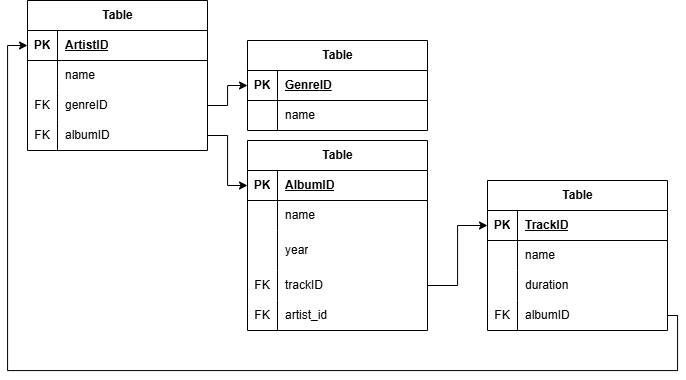 Table
PK ArtistID
name
FK genreID
FK albumID
Table
PK GenreID
name
Table
PK AlbumID
name
year
FK trackID
FK artist_id
Table
PK TrackID
name
duration
FK albumID